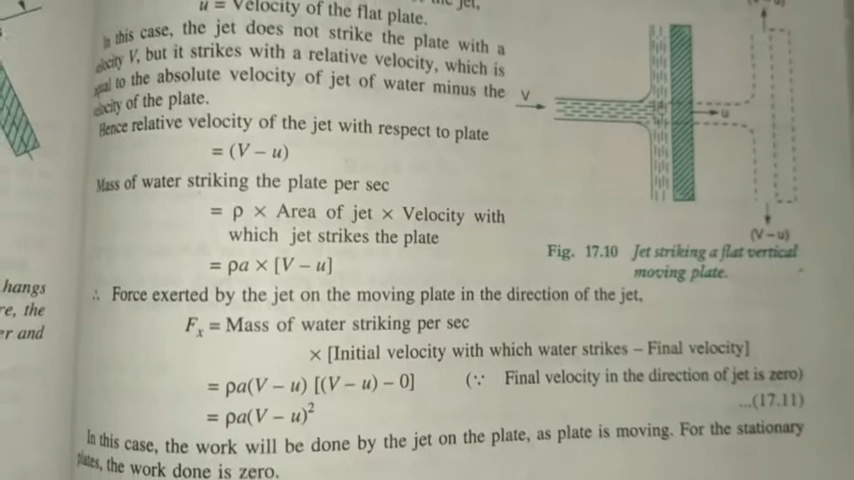 the jet,
u = Velocity of the flat plate.
In this case, the jet does not strike the plate with a
velocity V, but it strikes with a relative velocity, which is
equal to the absolute velocity of jet of water minus the
velocity of the plate.
Hence relative velocity of the jet with respect to plate
= (V – u)
Mass of water striking the plate per sec
= ρ × Area of jet × Velocity with
which jet strikes the plate
= ρa × [V – u]
V
u
(V – u)
(V – u)
Fig. 17.10 Jet striking a flat vertical
moving plate.
∴ Force exerted by the jet on the moving plate in the direction of the jet,
Fx = Mass of water striking per sec
× [Initial velocity with which water strikes – Final velocity]
= ρa(V – u) [(V – u) – 0] (∵ Final velocity in the direction of jet is zero)
= ρa(V – u)² ...(17.11)
In this case, the work will be done by the jet on the plate, as plate is moving. For the stationary
plates, the work done is zero.
hangs
re, the
er and